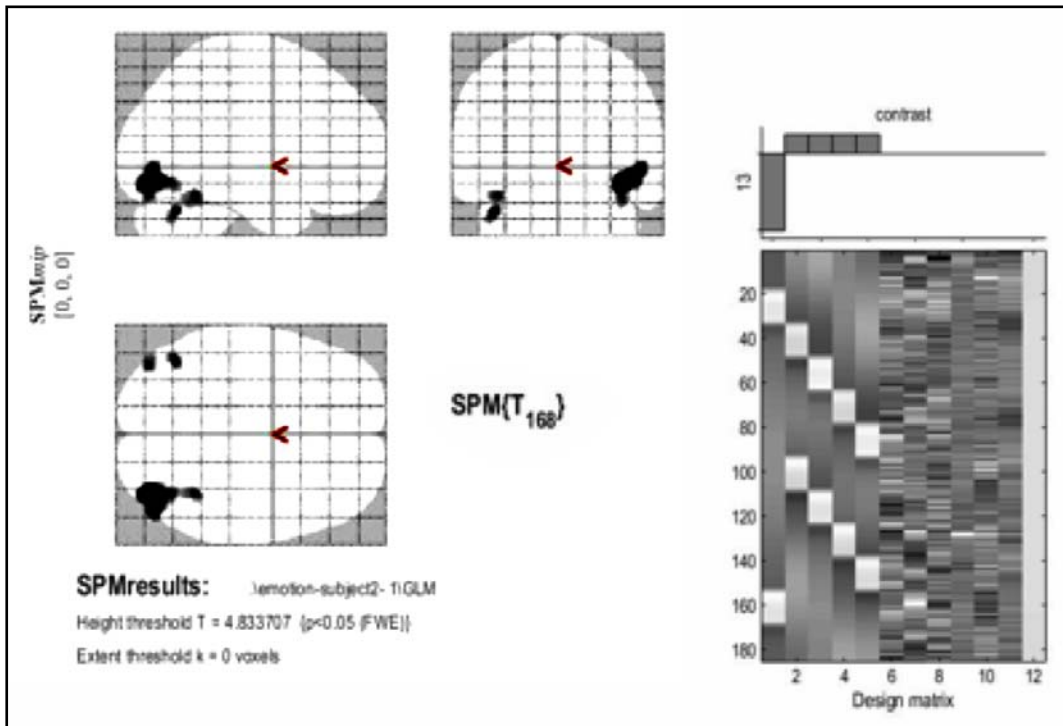 SPMmip
[0, 0, 0]
SPM{T168}
SPMresults: .\emotion-subject2- 1\GLM
Height threshold T = 4.833707 {p<0.05 (FWE)}
Extent threshold k = 0 voxels
contrast
13
20
40
60
80
100
120
140
160
180
2 4 6 8 10 12
Design matrix